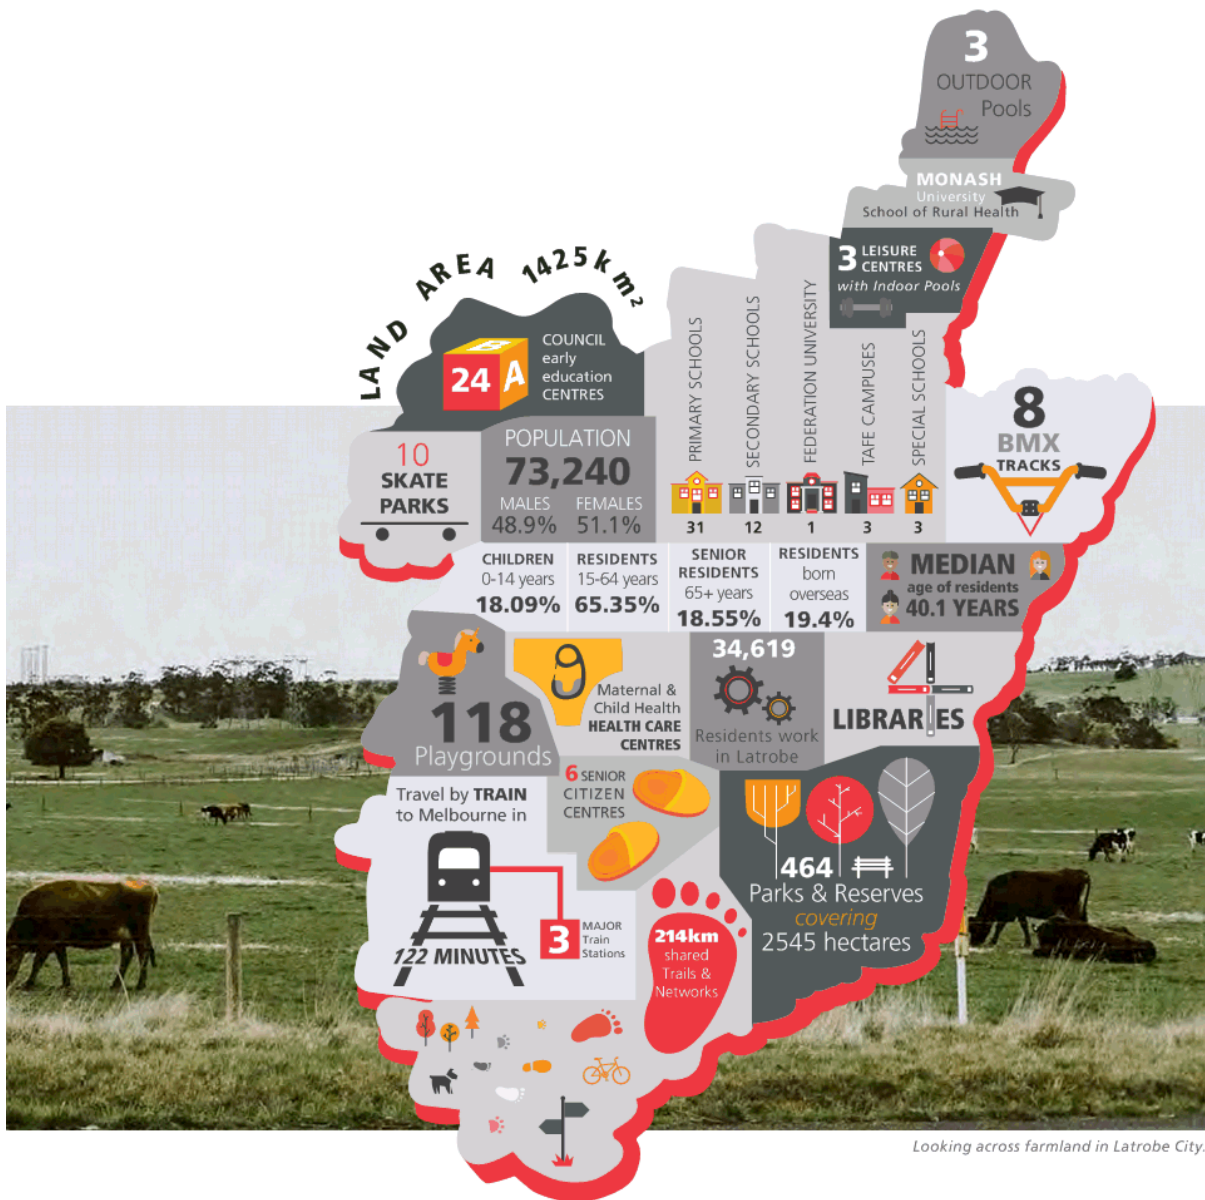 3
OUTDOOR
Pools
MONASH
University
School of Rural Health
3 LEISURE
CENTRES
with Indoor Pools
LAND AREA 1425km²
24 A
B
COUNCIL
early
education
CENTRES
PRIMARY SCHOOLS
31
SECONDARY SCHOOLS
12
FEDERATION UNIVERSITY
1
TAFE CAMPUSES
3
SPECIAL SCHOOLS
3
8
BMX
TRACKS
10
SKATE
PARKS
POPULATION
73,240
MALES FEMALES
48.9% 51.1%
CHILDREN
0-14 years
18.09%
RESIDENTS
15-64 years
65.35%
SENIOR
RESIDENTS
65+ years
18.55%
RESIDENTS
born
overseas
19.4%
MEDIAN
age of residents
40.1 YEARS
118
Playgrounds
Maternal &
Child Health
HEALTH CARE
CENTRES
34,619
Residents work
in Latrobe
4
LIBRARIES
Travel by TRAIN
to Melbourne in
122 MINUTES
3
MAJOR
Train
Stations
6 SENIOR
CITIZEN
CENTRES
464
Parks & Reserves
covering
2545 hectares
214km
shared
Trails &
Networks
Looking across farmland in Latrobe City.